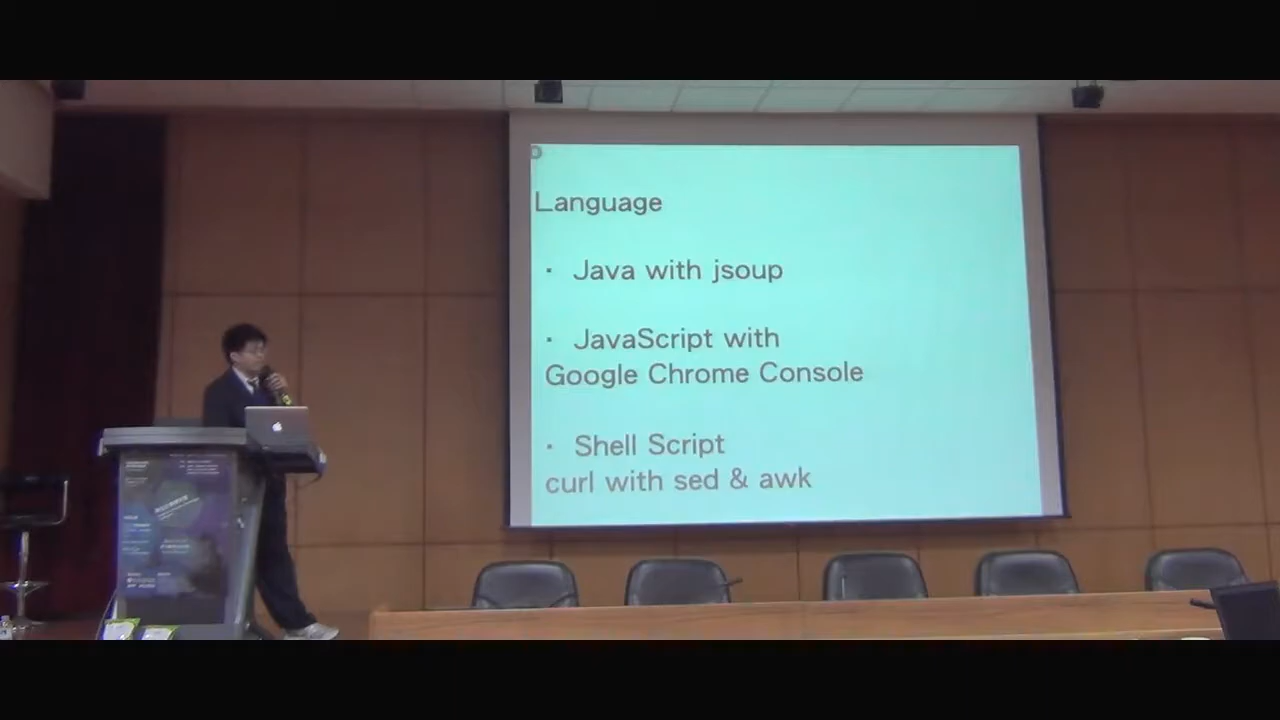 Language
· Java with jsoup
· JavaScript with
Google Chrome Console
· Shell Script
curl with sed & awk